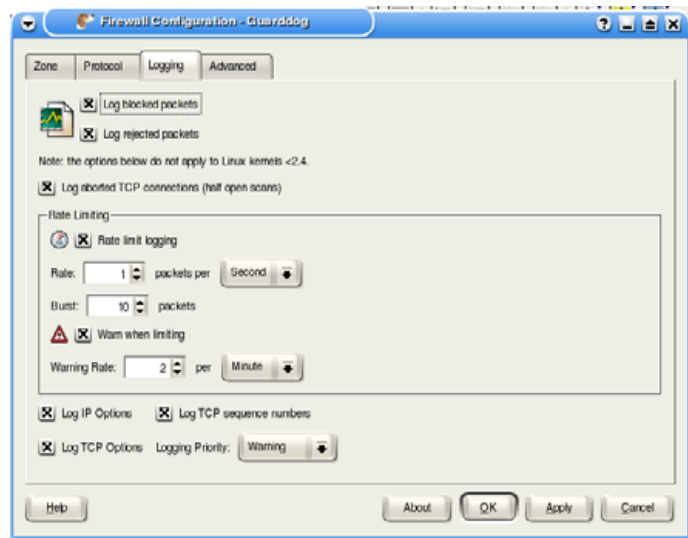 Firewall Configuration - Guarddog
Zone Protocol Logging Advanced
Log blocked packets
Log rejected packets
Note: the options below do not apply to Linux kernels <2.4.
Log aborted TCP connections (half open scans)
Rate Limiting
Rate limit logging
Rate: 1 packets per Second
Burst: 10 packets
Warn when limiting
Warning Rate: 2 per Minute
Log IP Options Log TCP sequence numbers
Log TCP Options Logging Priority: Warning
Help About OK Apply Cancel